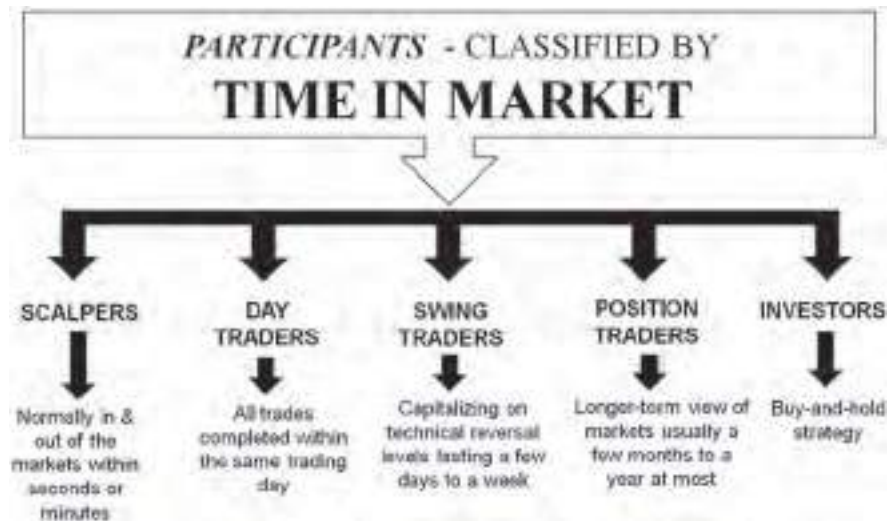 PARTICIPANTS - CLASSIFIED BY
TIME IN MARKET
SCALPERS
Normally in &
out of the
markets within
seconds or
minutes
DAY
TRADERS
All trades
completed within
the same trading
day
SWING
TRADERS
Capitalizing on
technical reversal
levels lasting a few
days to a week
POSITION
TRADERS
Longer-term view of
markets usually a
few months to a
year at most
INVESTORS
Buy-and-hold
strategy